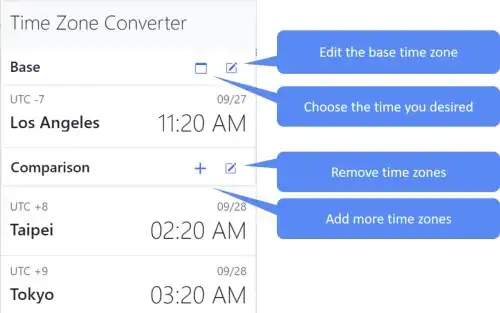 Time Zone Converter
Base
Edit the base time zone
Choose the time you desired
UTC -7 09/27
Los Angeles 11:20 AM
Comparison
Remove time zones
Add more time zones
UTC +8 09/28
Taipei 02:20 AM
UTC +9 09/28
Tokyo 03:20 AM